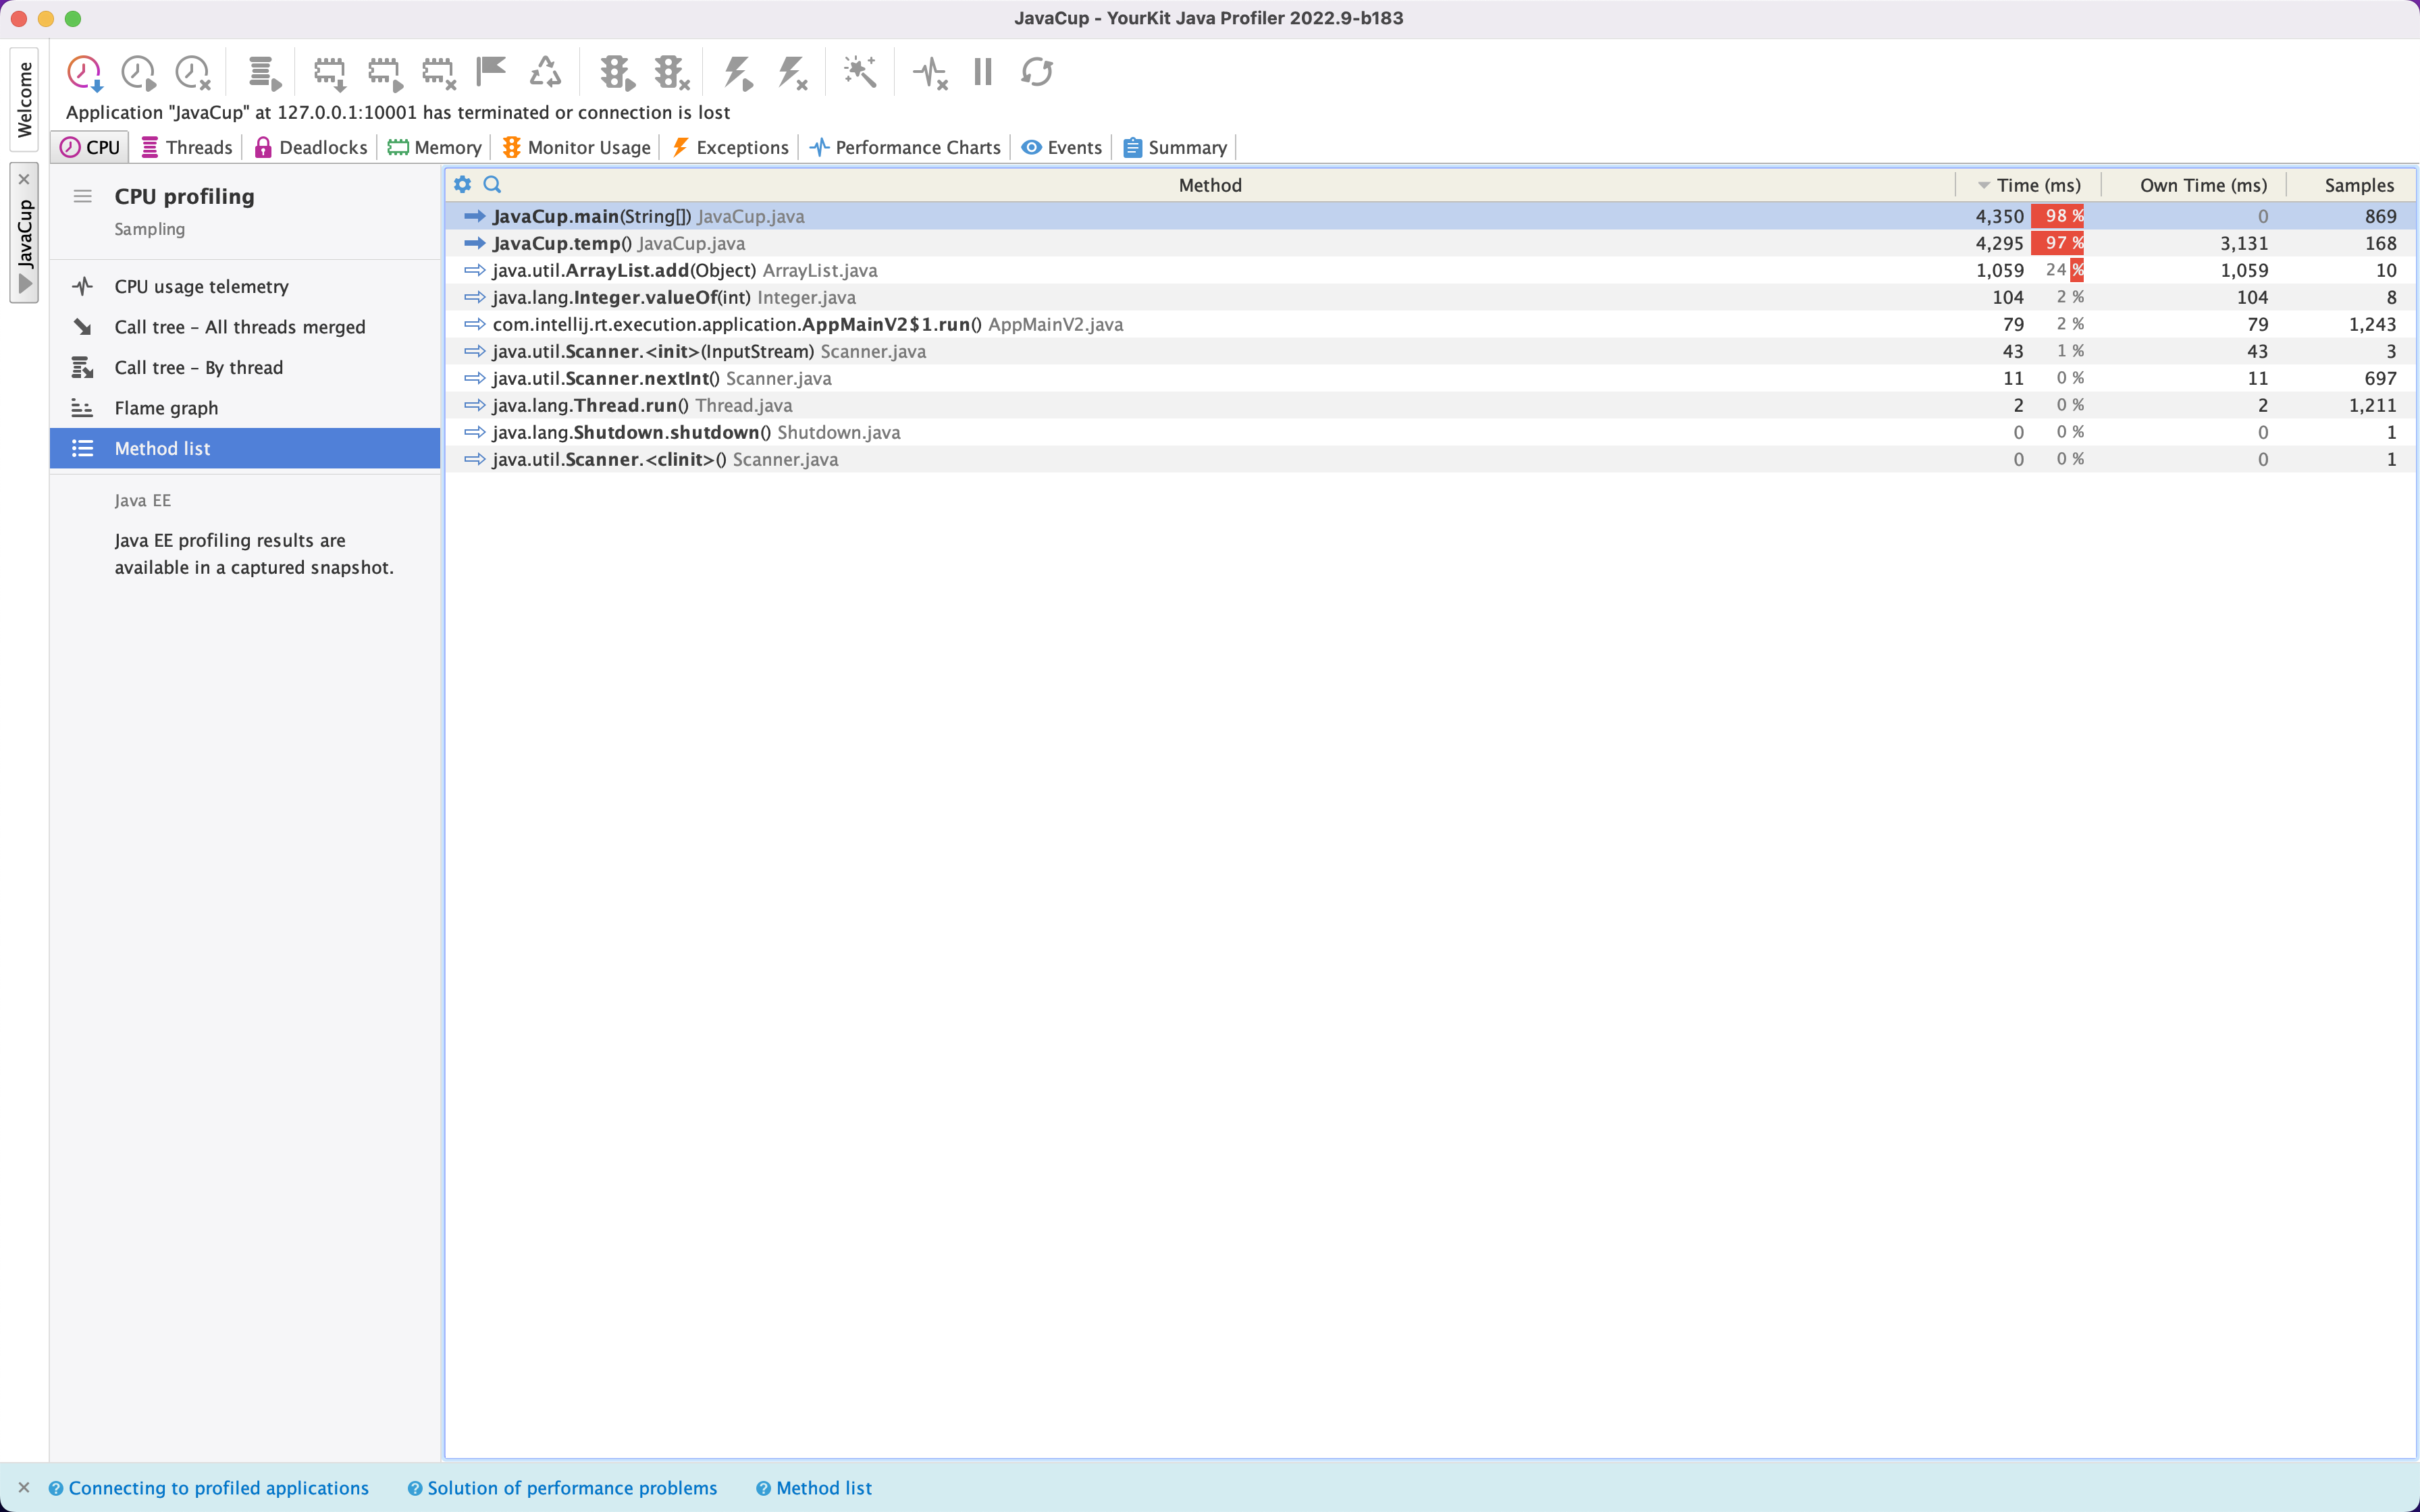 JavaCup - YourKit Java Profiler 2022.9-b183
Welcome
JavaCup
Application "JavaCup" at 127.0.0.1:10001 has terminated or connection is lost
CPU Threads Deadlocks Memory Monitor Usage Exceptions Performance Charts Events Summary
CPU profiling
Sampling
CPU usage telemetry
Call tree – All threads merged
Call tree – By thread
Flame graph
Method list
Java EE
Java EE profiling results are
available in a captured snapshot.
Method Time (ms) Own Time (ms) Samples
JavaCup.main(String[]) JavaCup.java 4,350 98 % 0 869
JavaCup.temp() JavaCup.java 4,295 97 % 3,131 168
java.util.ArrayList.add(Object) ArrayList.java 1,059 24 % 1,059 10
java.lang.Integer.valueOf(int) Integer.java 104 2 % 104 8
com.intellij.rt.execution.application.AppMainV2$1.run() AppMainV2.java 79 2 % 79 1,243
java.util.Scanner.<init>(InputStream) Scanner.java 43 1 % 43 3
java.util.Scanner.nextInt() Scanner.java 11 0 % 11 697
java.lang.Thread.run() Thread.java 2 0 % 2 1,211
java.lang.Shutdown.shutdown() Shutdown.java 0 0 % 0 1
java.util.Scanner.<clinit>() Scanner.java 0 0 % 0 1
Connecting to profiled applications Solution of performance problems Method list